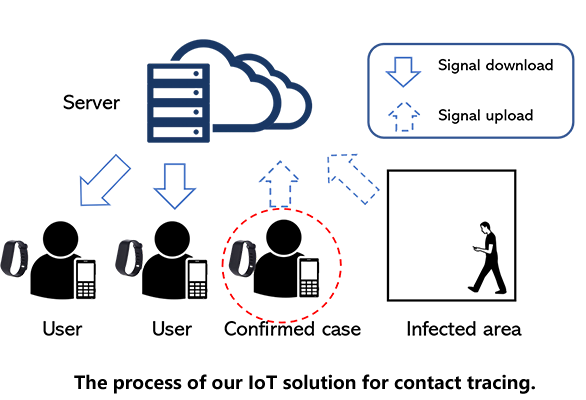 Server
Signal download
Signal upload
User
User
Confirmed case
Infected area
The process of our IoT solution for contact tracing.